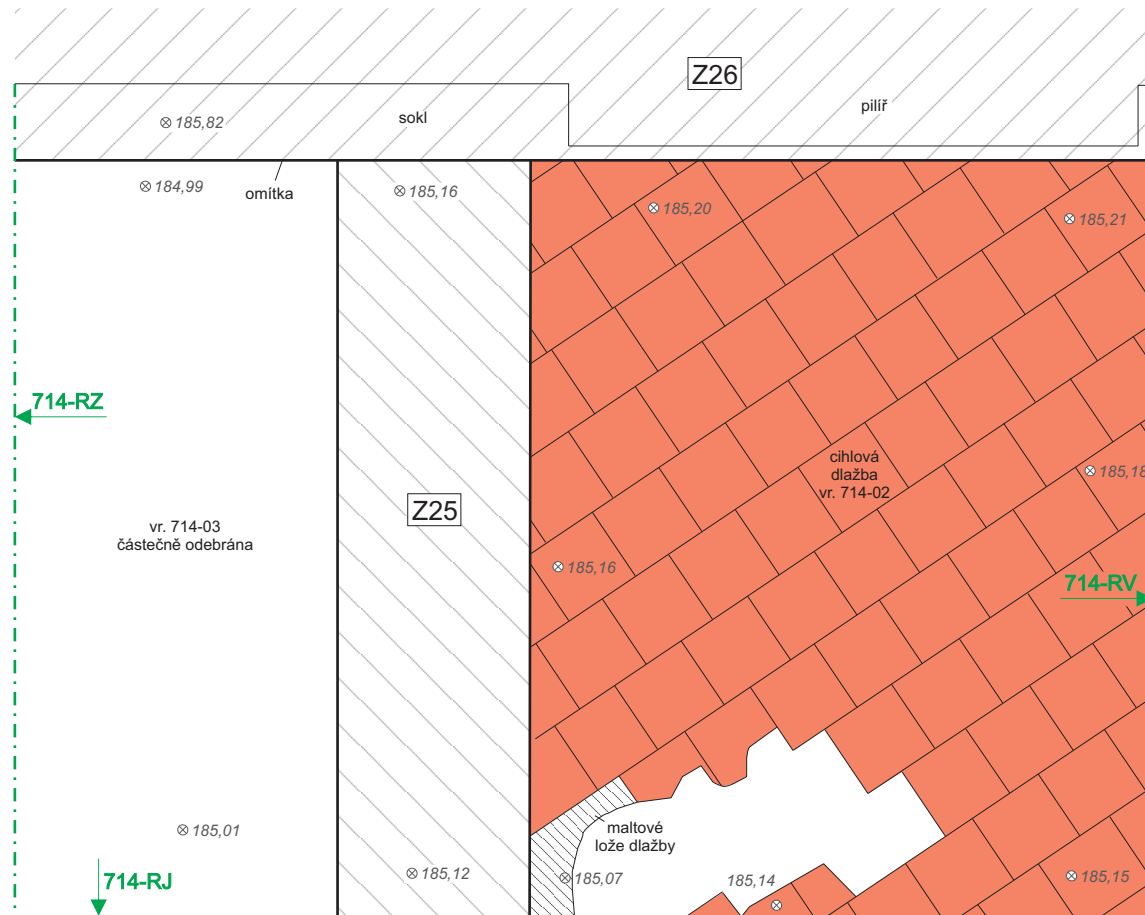 Z26
pilíř
sokl
185,82
omítka
184,99
185,16
185,20
185,21
714-RZ
cihlová
dlažba
vr. 714-02
185,18
Z25
vr. 714-03
částečně odebrána
185,16
714-RV
185,01
maltové
lože dlažby
185,12
185,07
185,14
185,15
714-RJ